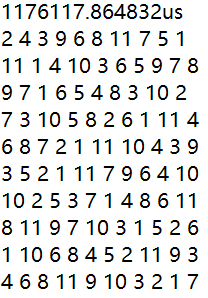 1176117.864832us
2 4 3 9 6 8 11 7 5 1
11 1 4 10 3 6 5 9 7 8
9 7 1 6 5 4 8 3 10 2
7 3 10 5 8 2 6 1 11 4
6 8 7 2 1 11 10 4 3 9
3 5 2 1 11 7 9 6 4 10
10 2 5 3 7 1 4 8 6 11
8 11 9 7 10 3 1 5 2 6
1 10 6 8 4 5 2 11 9 3
4 6 8 11 9 10 3 2 1 7